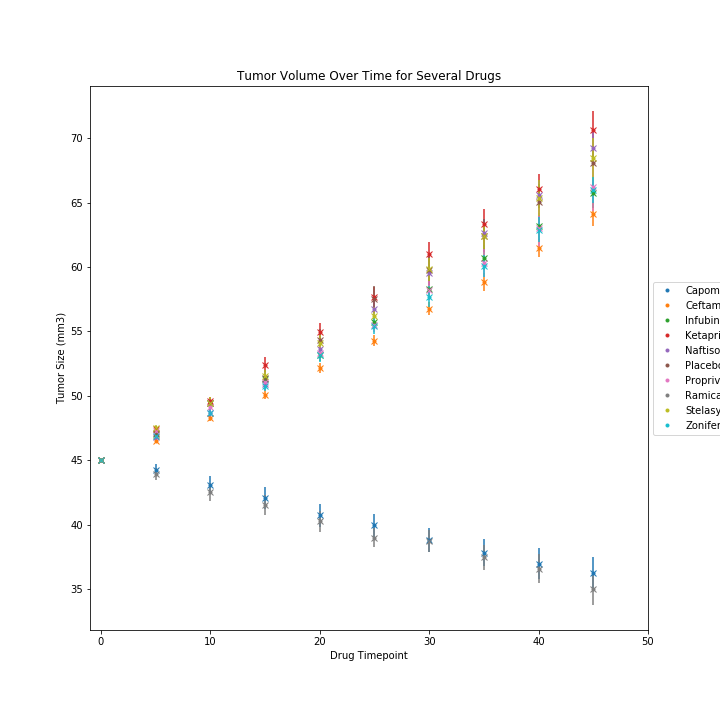 Tumor Volume Over Time for Several Drugs
Tumor Size (mm3)
70
65
60
55
50
45
40
35
0
10
20
30
40
50
Drug Timepoint
Capom
Ceftam
Infubin
Ketapri
Naftiso
Placebo
Propriv
Ramica
Stelasy
Zonifer